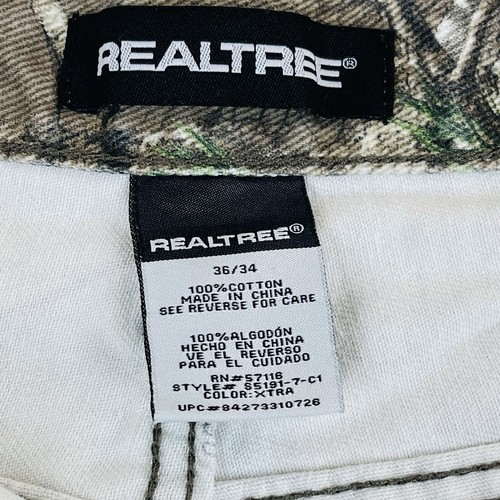 REALTREE®
REALTREE®
36/34
100%COTTON
MADE IN CHINA
SEE REVERSE FOR CARE
100%ALGODÓN
HECHO EN CHINA
VE EL REVERSO
PARA EL CUIDADO
RN#57116
STYLE# S5191-7-C1
COLOR:XTRA
UPC#84273310726